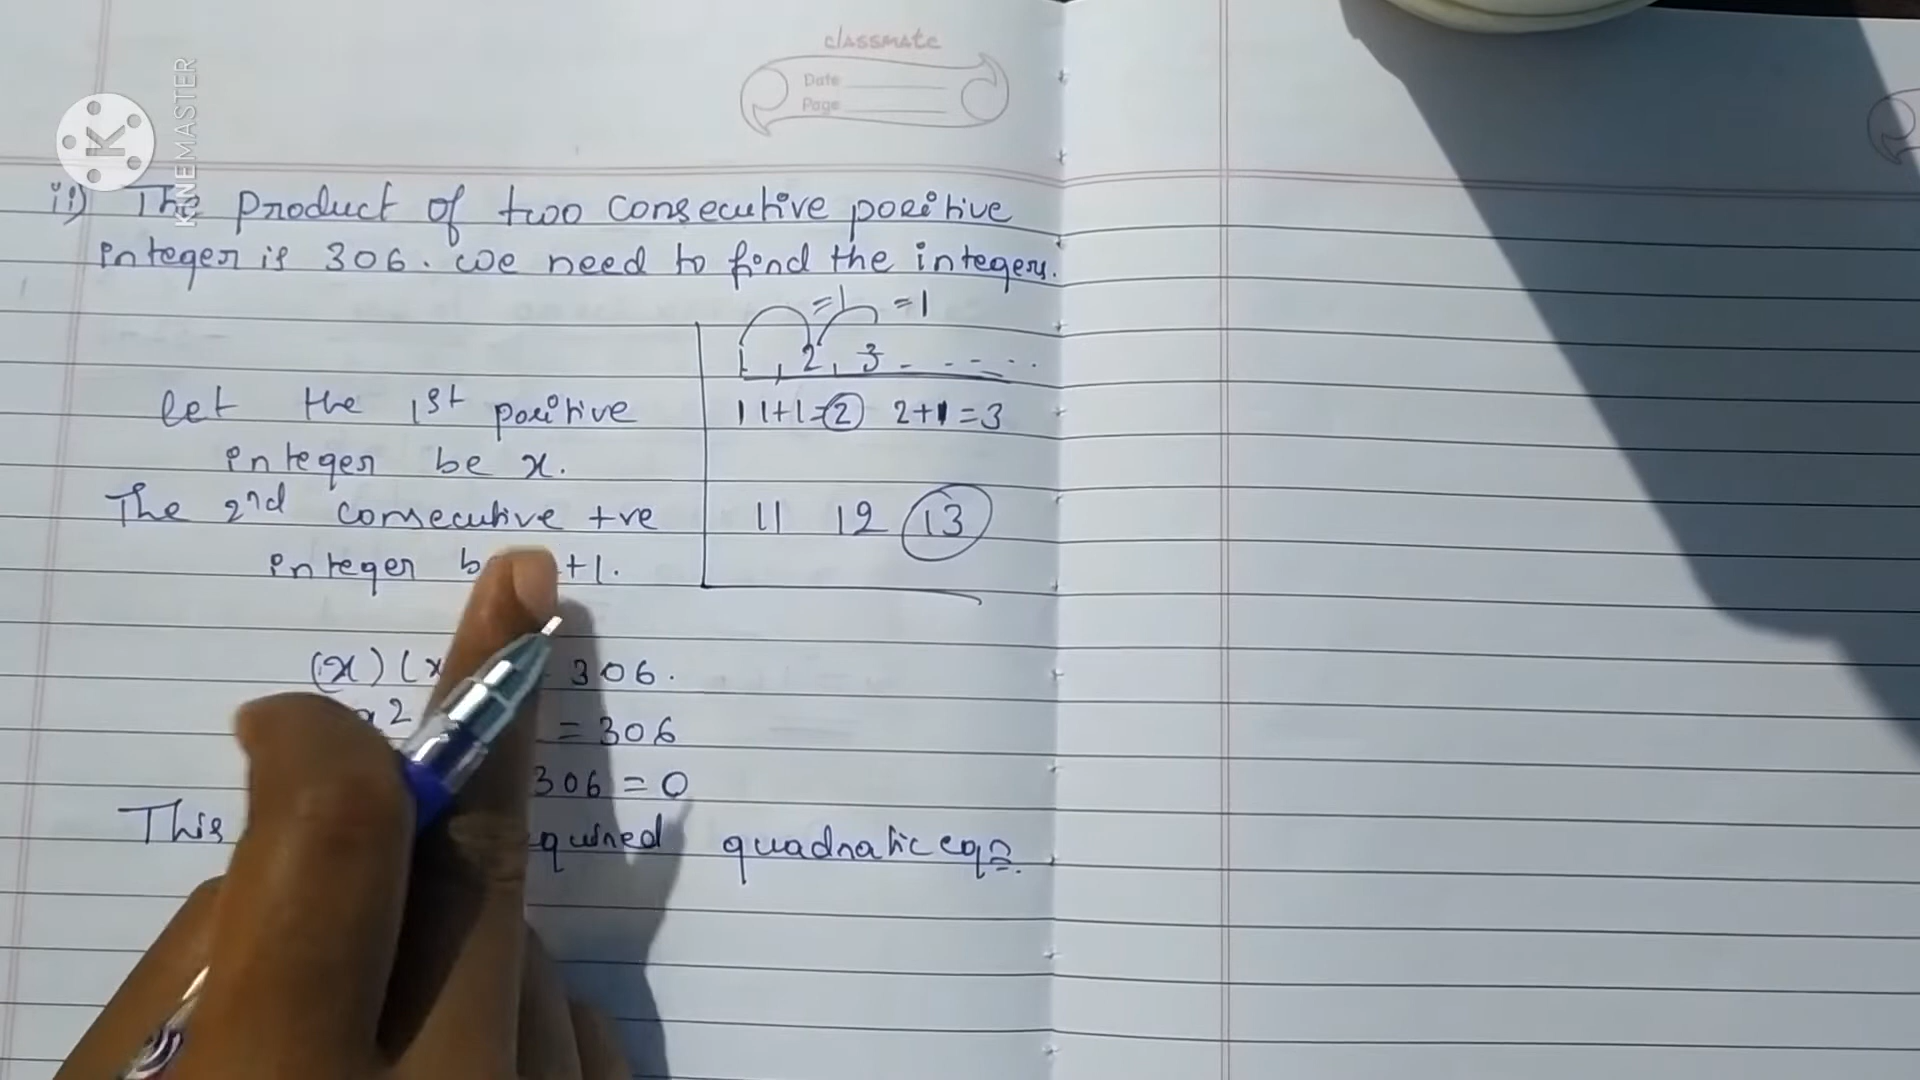 classmate
Date
Page
KINEMASTER
ii) The product of two consecutive positive
integer is 306. We need to find the integers.
=1 =1
1, 2, 3 - - - - ..
let the 1st positive
1 1+1=2 2+1=3
integer be x.
The 2nd consecutive +ve
11 12 13
integer +1.
(x)(x 306.
2 = 306
306 = 0
This quadratic eqn.